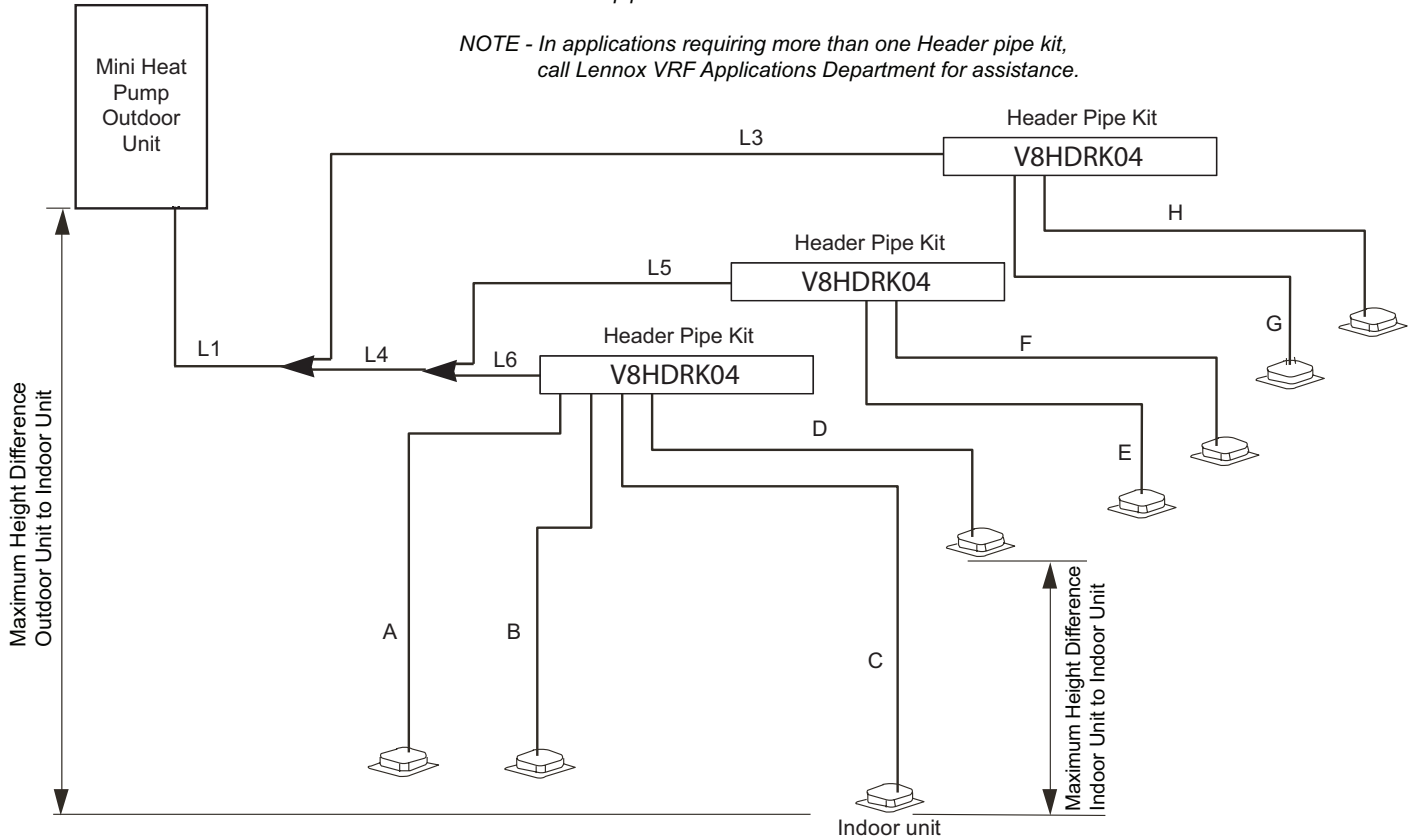 NOTE - In applications requiring more than one Header pipe kit,
call Lennox VRF Applications Department for assistance.
Mini Heat
Pump
Outdoor
Unit
Header Pipe Kit
V8HDRK04
L3
H
G
Header Pipe Kit
V8HDRK04
L5
F
E
Header Pipe Kit
V8HDRK04
L1
L4
L6
D
A
B
C
Maximum Height Difference
Outdoor Unit to Indoor Unit
Maximum Height Difference
Indoor Unit to Indoor Unit
Indoor unit